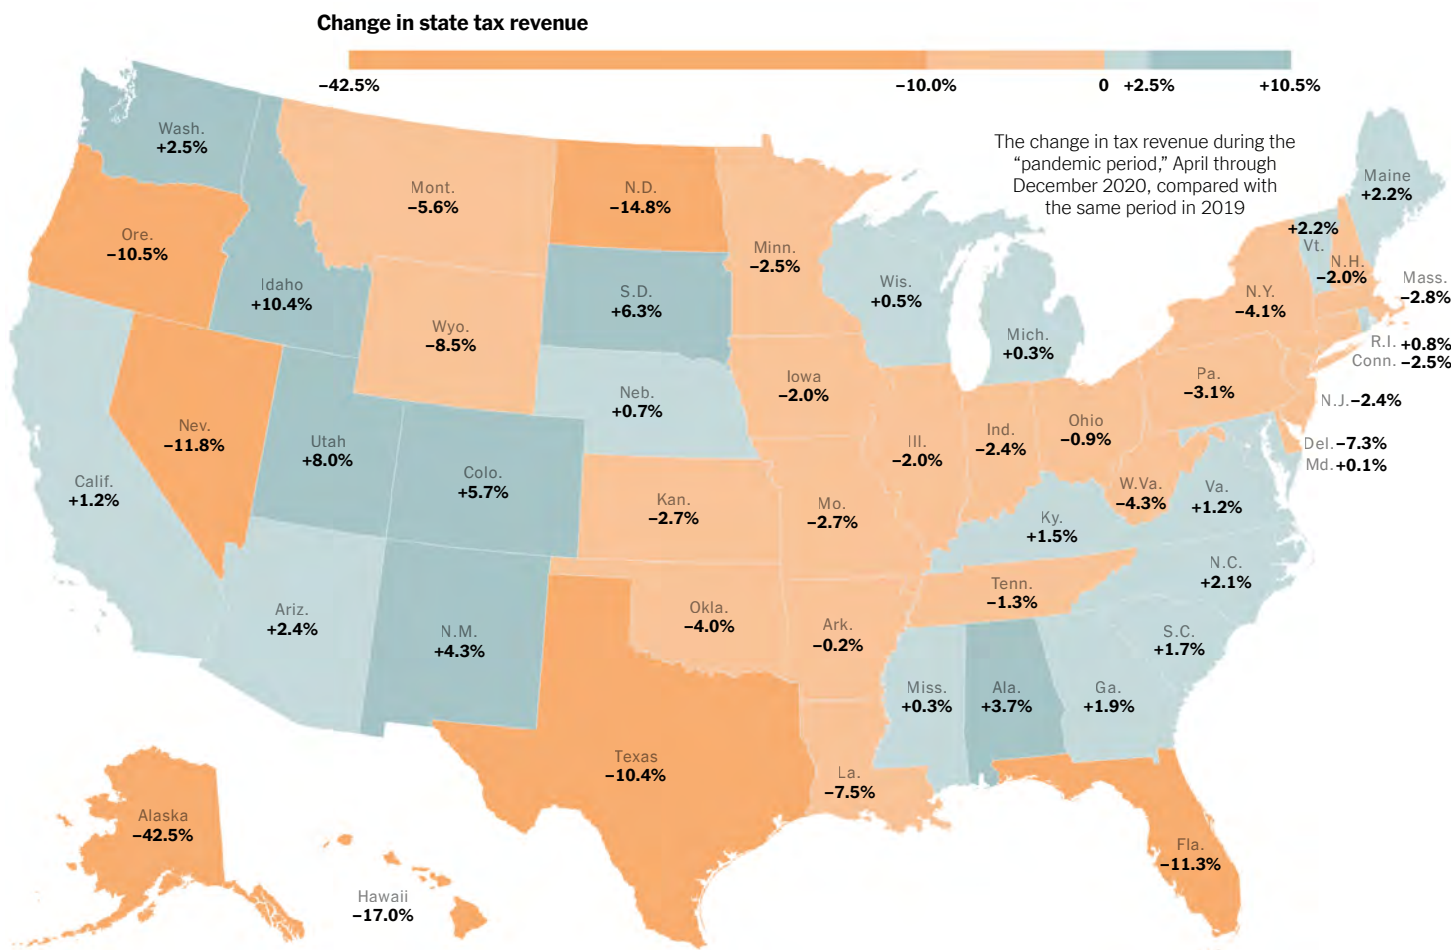 Change in state tax revenue
−42.5%
−10.0%
0
+2.5%
+10.5%
The change in tax revenue during the
“pandemic period,” April through
December 2020, compared with
the same period in 2019
Wash.
+2.5%
Ore.
−10.5%
Idaho
+10.4%
Mont.
−5.6%
N.D.
−14.8%
Minn.
−2.5%
S.D.
+6.3%
Wyo.
−8.5%
Wis.
+0.5%
Mich.
+0.3%
Maine
+2.2%
+2.2%
Vt.
N.H.
−2.0%
Mass.
−2.8%
N.Y.
−4.1%
R.I. +0.8%
Conn. −2.5%
Pa.
−3.1%
N.J. −2.4%
Del. −7.3%
Md. +0.1%
Nev.
−11.8%
Utah
+8.0%
Colo.
+5.7%
Neb.
+0.7%
Iowa
−2.0%
Ill.
−2.0%
Ind.
−2.4%
Ohio
−0.9%
W.Va.
−4.3%
Va.
+1.2%
Calif.
+1.2%
Kan.
−2.7%
Mo.
−2.7%
Ky.
+1.5%
N.C.
+2.1%
Ariz.
+2.4%
N.M.
+4.3%
Okla.
−4.0%
Ark.
−0.2%
Tenn.
−1.3%
S.C.
+1.7%
Miss.
+0.3%
Ala.
+3.7%
Ga.
+1.9%
Texas
−10.4%
La.
−7.5%
Fla.
−11.3%
Alaska
−42.5%
Hawaii
−17.0%